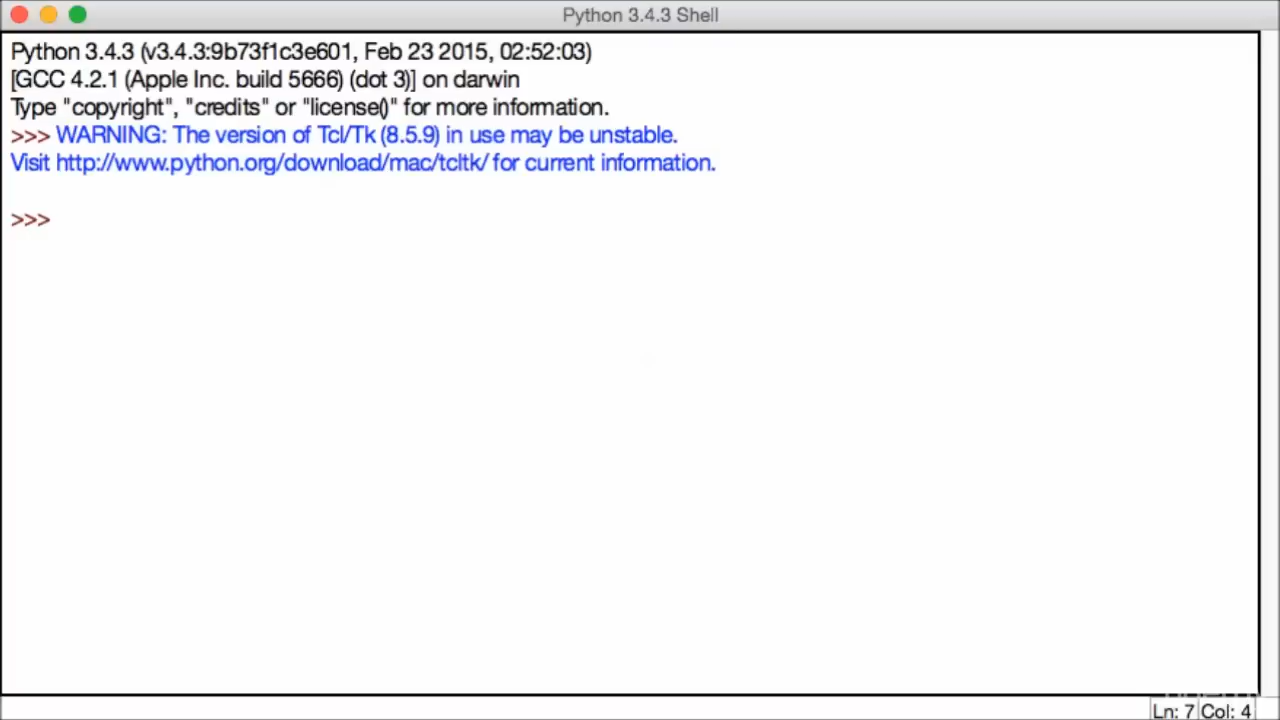 Python 3.4.3 Shell
Python 3.4.3 (v3.4.3:9b73f1c3e601, Feb 23 2015, 02:52:03)
[GCC 4.2.1 (Apple Inc. build 5666) (dot 3)] on darwin
Type "copyright", "credits" or "license()" for more information.
>>> WARNING: The version of Tcl/Tk (8.5.9) in use may be unstable.
Visit http://www.python.org/download/mac/tcltk/ for current information.
>>>
Ln: 7 Col: 4